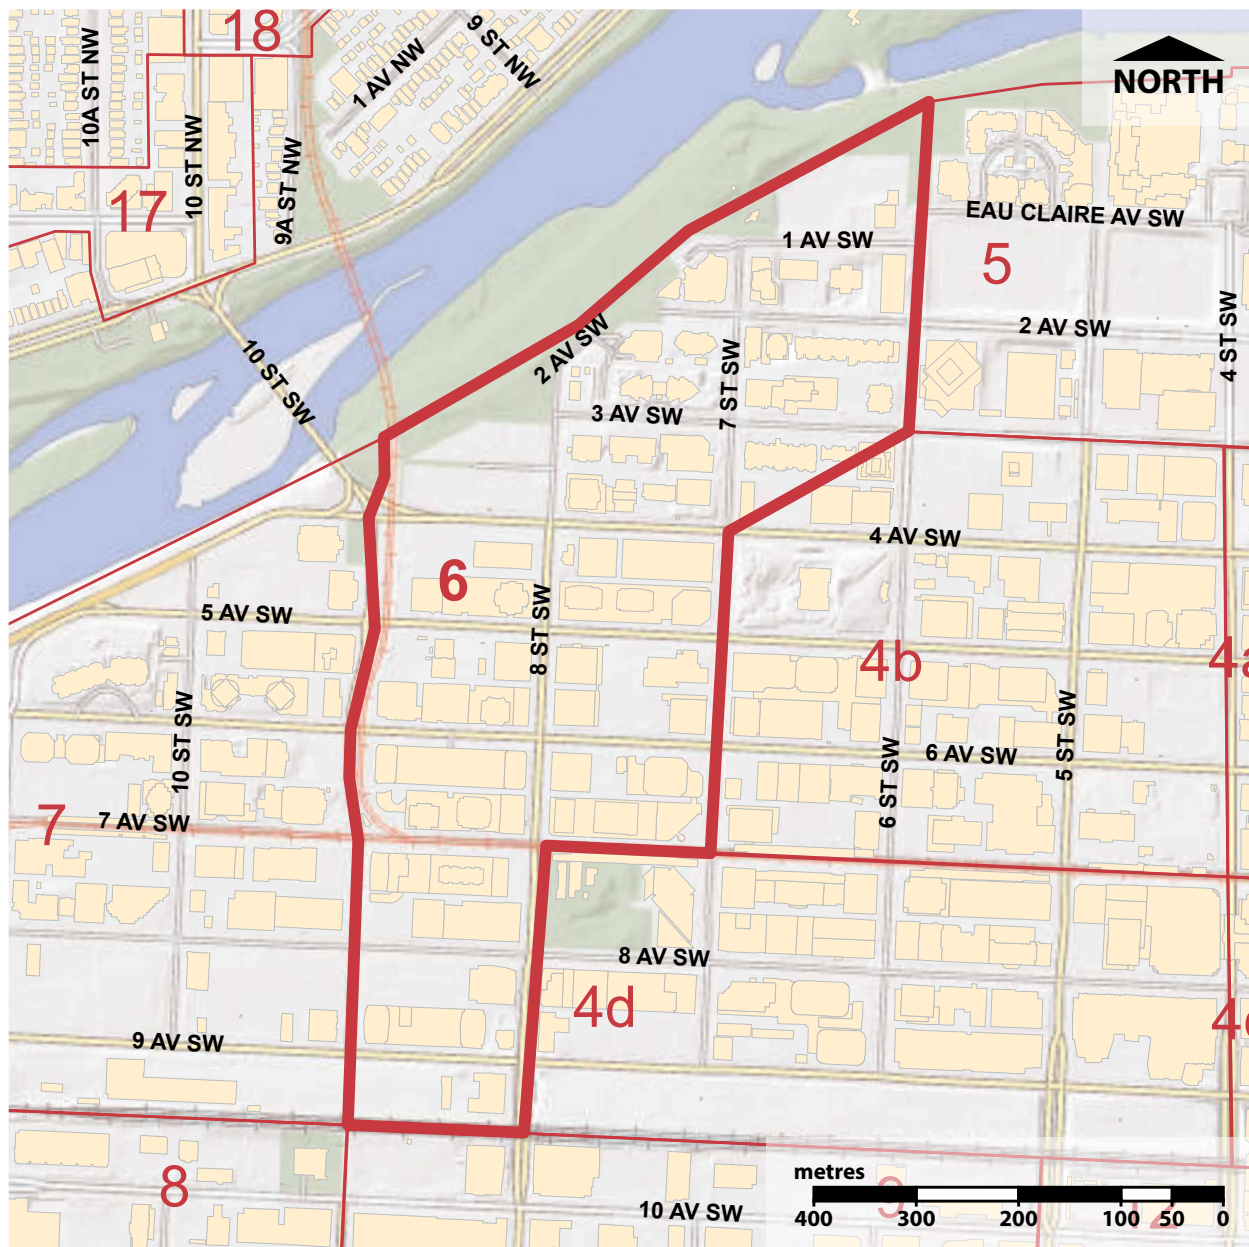 18
9 ST NW
1 AV NW
10A ST NW
NORTH
10 ST NW
9A ST NW
17
EAU CLAIRE AV SW
1 AV SW
5
2 AV SW
4 ST SW
2 AV SW
10 ST SW
7 ST SW
3 AV SW
4 AV SW
6
5 AV SW
8 ST SW
4b
4a
10 ST SW
5 ST SW
6 AV SW
6 ST SW
7
7 AV SW
8 AV SW
4d
9 AV SW
8
metres
9
12
10 AV SW
400 300 200 100 50 0